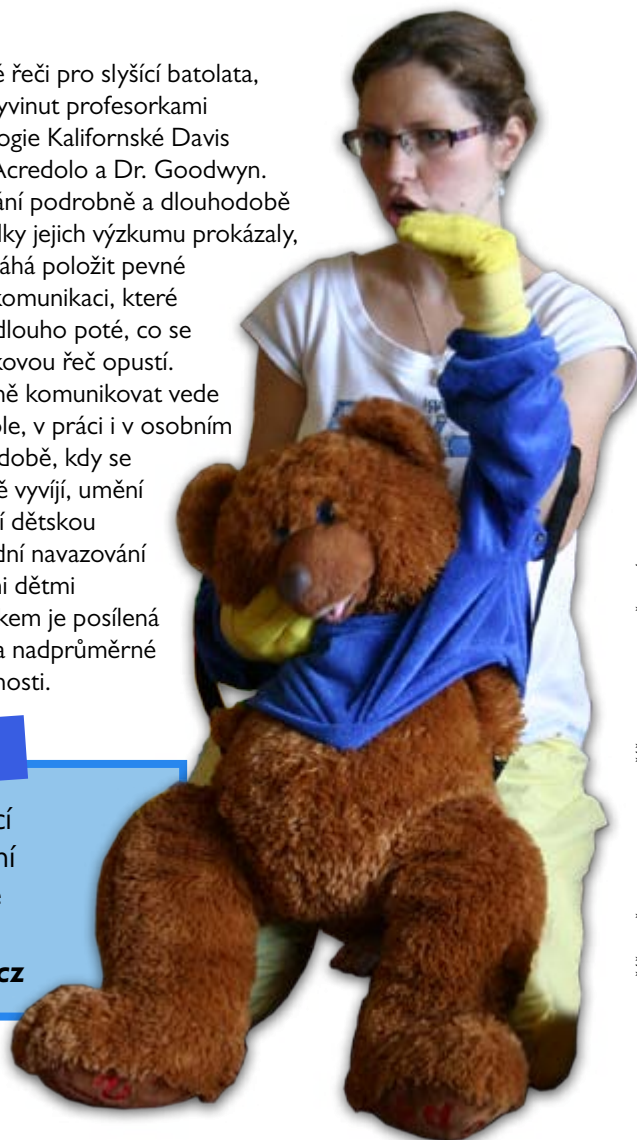 é řeči pro slyšící batolata,
yvinut profesorkami
ogie Kalifornské Davis
Acredolo a Dr. Goodwyn.
ání podrobně a dlouhodobě
dky jejich výzkumu prokázaly,
áhá položit pevné
komunikaci, které
dlouho poté, co se
kovou řeč opustí.
ně komunikovat vede
ole, v práci i v osobním
době, kdy se
ě vyvíjí, umění
í dětskou
dní navazování
ni dětmi
kem je posílená
a nadprůměrné
nosti.
cí
ní
e
cz